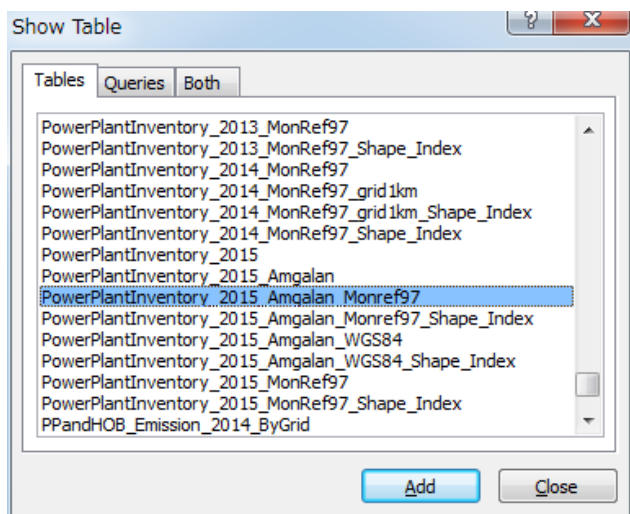 Show Table
Tables Queries Both
PowerPlantInventory_2013_MonRef97
PowerPlantInventory_2013_MonRef97_Shape_Index
PowerPlantInventory_2014_MonRef97
PowerPlantInventory_2014_MonRef97_grid1km
PowerPlantInventory_2014_MonRef97_grid1km_Shape_Index
PowerPlantInventory_2014_MonRef97_Shape_Index
PowerPlantInventory_2015
PowerPlantInventory_2015_Amgalan
PowerPlantInventory_2015_Amgalan_Monref97
PowerPlantInventory_2015_Amgalan_Monref97_Shape_Index
PowerPlantInventory_2015_Amgalan_WGS84
PowerPlantInventory_2015_Amgalan_WGS84_Shape_Index
PowerPlantInventory_2015_MonRef97
PowerPlantInventory_2015_MonRef97_Shape_Index
PPandHOB_Emission_2014_ByGrid
Add Close